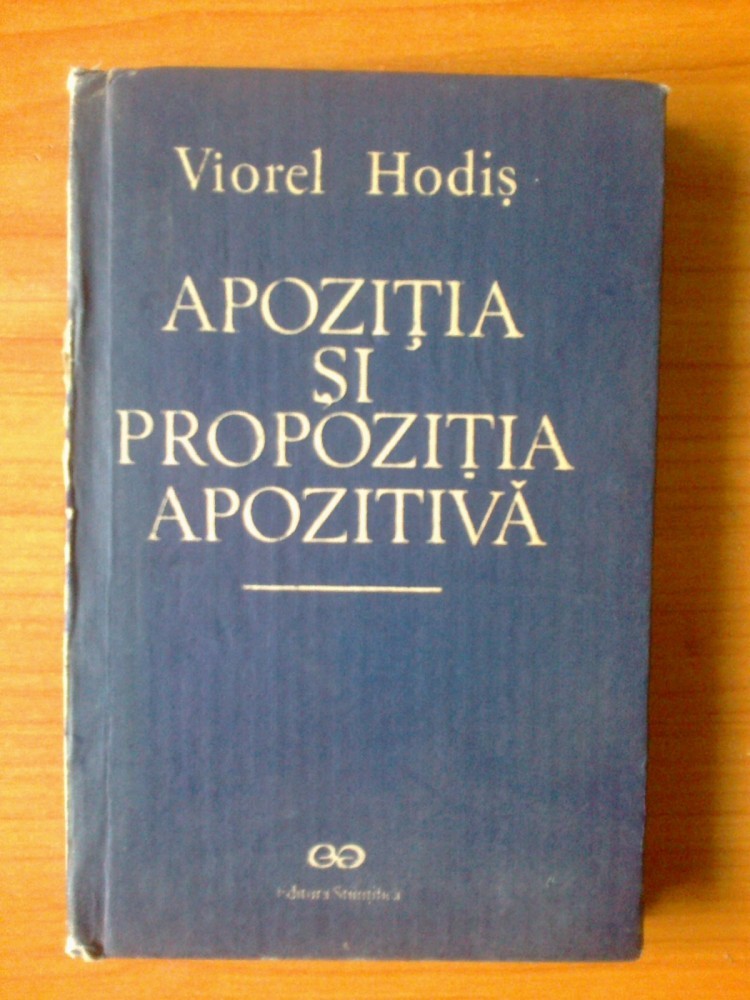 Viorel Hodiș
APOZIȚIA
ȘI
PROPOZIȚIA
APOZITIVĂ
Editura Științifică